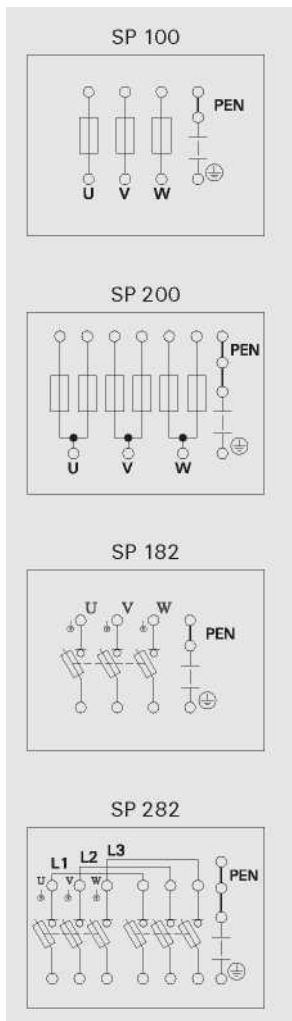 SP 100
PEN
U V W
SP 200
PEN
U V W
SP 182
U V W
PEN
SP 282
L1 L2 L3
U V W
PEN